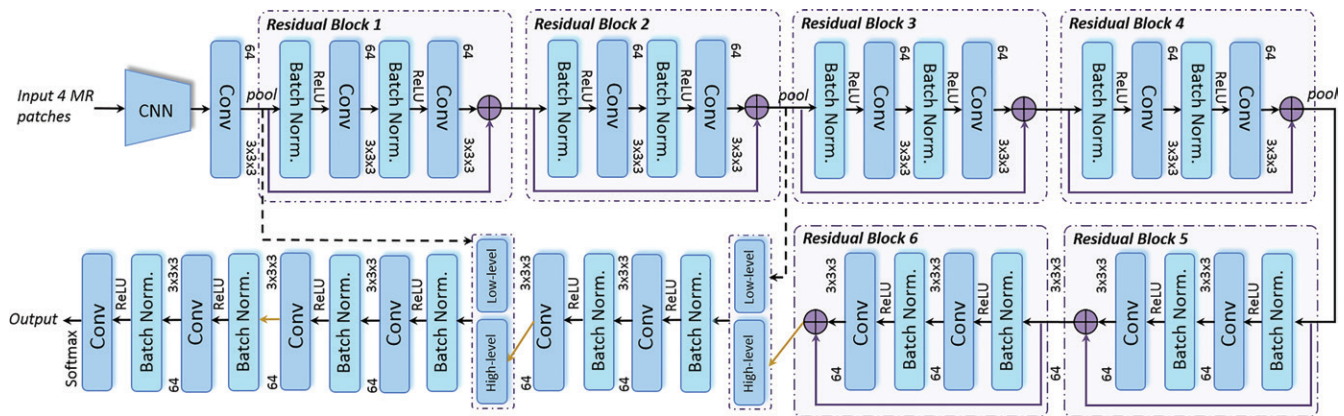 Input 4 MR
patches
CNN
Conv
64
3x3x3
pool
Residual Block 1
Batch Norm.
ReLU
Conv
64
3x3x3
Batch Norm.
ReLU
Conv
64
3x3x3
Residual Block 2
Batch Norm.
ReLU
Conv
64
3x3x3
Batch Norm.
ReLU
Conv
64
3x3x3
pool
Residual Block 3
Batch Norm.
ReLU
Conv
64
3x3x3
Batch Norm.
ReLU
Conv
64
3x3x3
Residual Block 4
Batch Norm.
ReLU
Conv
64
3x3x3
Batch Norm.
ReLU
Conv
64
3x3x3
pool
Output
Softmax
Conv
ReLU
Batch Norm.
3x3x3
64
Conv
ReLU
Batch Norm.
3x3x3
64
Conv
ReLU
Batch Norm.
3x3x3
64
Conv
ReLU
Batch Norm.
Low-level
High-level
Conv
ReLU
Batch Norm.
3x3x3
64
Conv
ReLU
Batch Norm.
Low-level
High-level
Residual Block 6
3x3x3
64
Conv
ReLU
Batch Norm.
3x3x3
64
Conv
ReLU
Batch Norm.
3x3x3
64
Residual Block 5
3x3x3
64
Conv
ReLU
Batch Norm.
3x3x3
64
Conv
ReLU
Batch Norm.